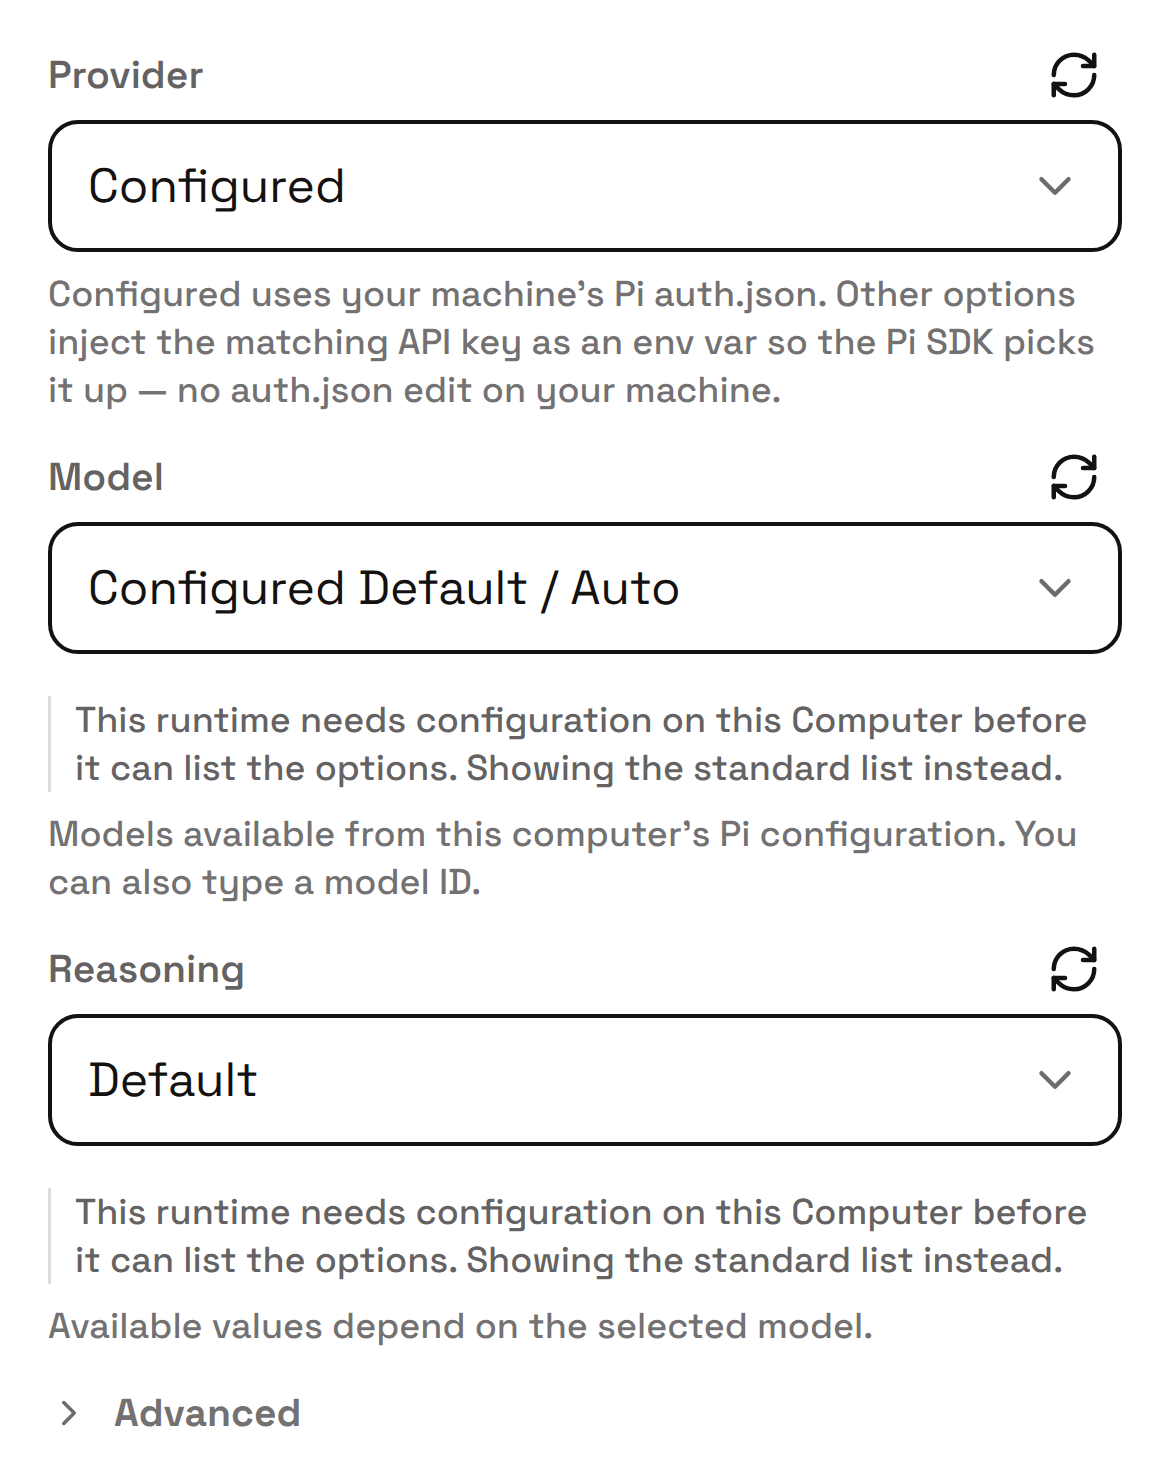 Provider
Configured
Configured uses your machine's Pi auth.json. Other options
inject the matching API key as an env var so the Pi SDK picks
it up — no auth.json edit on your machine.
Model
Configured Default / Auto
This runtime needs configuration on this Computer before
it can list the options. Showing the standard list instead.
Models available from this computer's Pi configuration. You
can also type a model ID.
Reasoning
Default
This runtime needs configuration on this Computer before
it can list the options. Showing the standard list instead.
Available values depend on the selected model.
Advanced